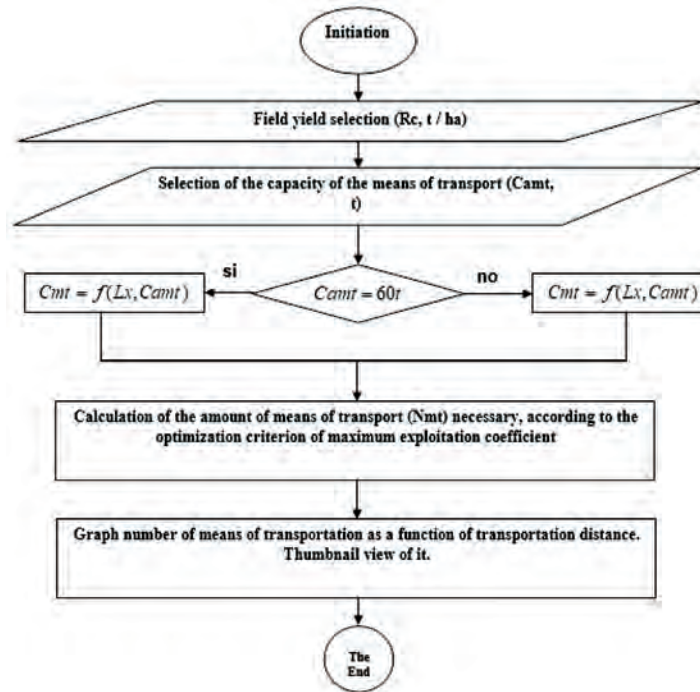 Initiation
Field yield selection (Rc, t / ha)
Selection of the capacity of the means of transport (Camt,
t)
si
no
Cmt = f(Lx, Camt)
Camt = 60t
Cmt = f(Lx, Camt)
Calculation of the amount of means of transport (Nmt) necessary, according to the
optimization criterion of maximum exploitation coefficient
Graph number of means of transportation as a function of transportation distance.
Thumbnail view of it.
The
End